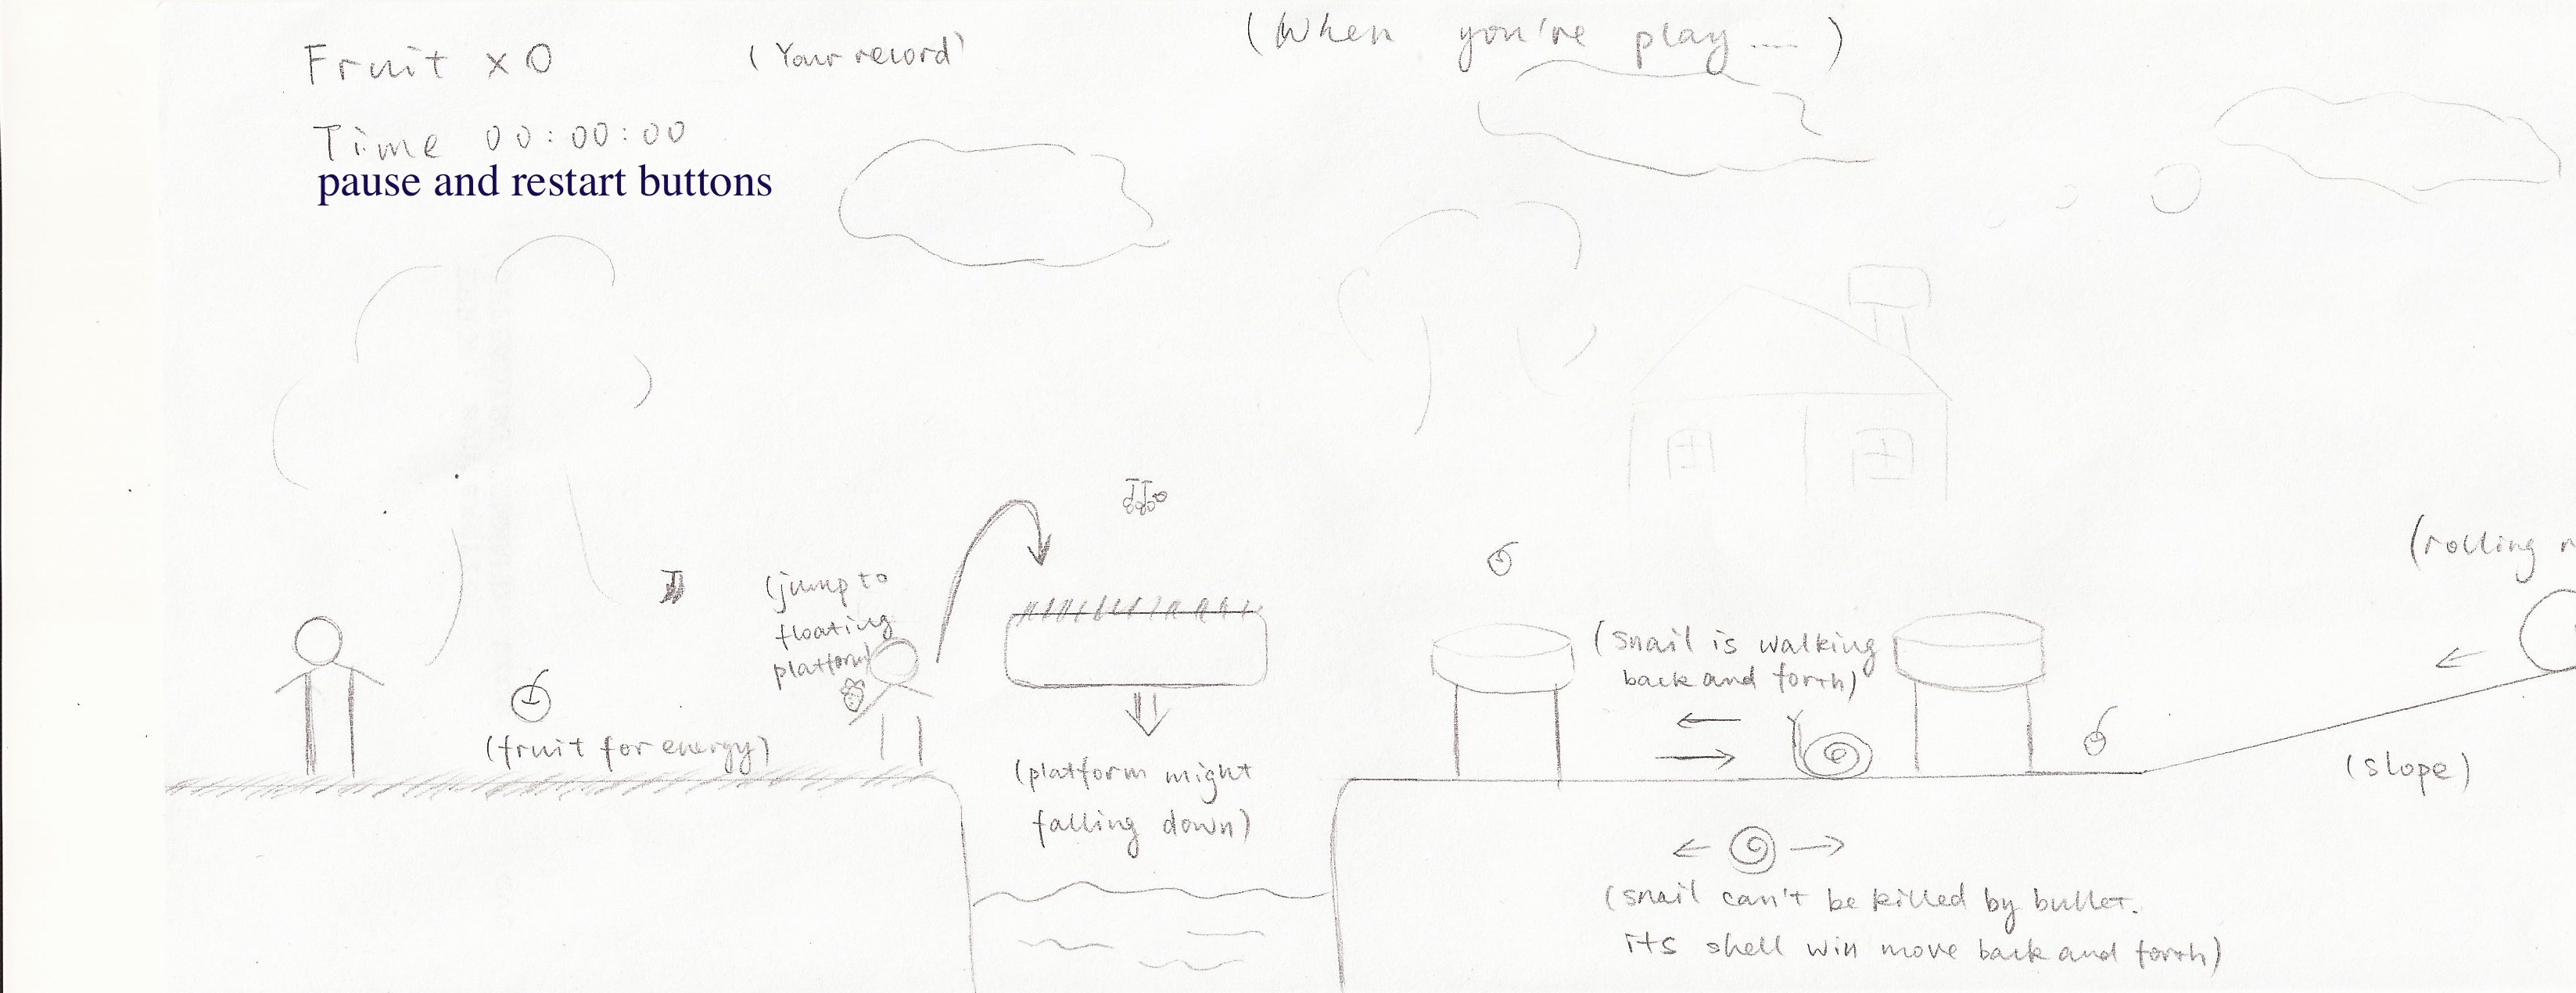 Fruit x 0
(Your record)
(When you're play.....)
Time 00:00:00
pause and restart buttons
(jump to
floating
platform)
(fruit for energy)
(platform might
falling down)
(snail is walking
back and forth)
(rolling
(slope)
(snail can't be killed by bullet.
its shell will move back and forth)